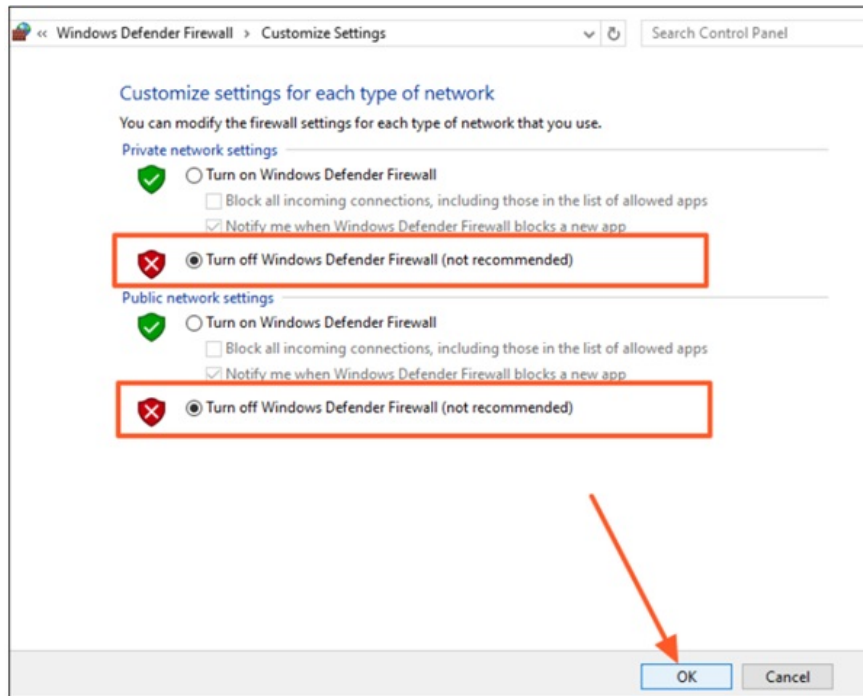 « Windows Defender Firewall › Customize Settings
Search Control Panel
Customize settings for each type of network
You can modify the firewall settings for each type of network that you use.
Private network settings
Turn on Windows Defender Firewall
Block all incoming connections, including those in the list of allowed apps
Notify me when Windows Defender Firewall blocks a new app
Turn off Windows Defender Firewall (not recommended)
Public network settings
Turn on Windows Defender Firewall
Block all incoming connections, including those in the list of allowed apps
Notify me when Windows Defender Firewall blocks a new app
Turn off Windows Defender Firewall (not recommended)
OK
Cancel